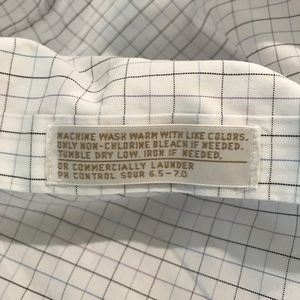 MACHINE WASH WARM WITH LIKE COLORS.
ONLY NON-CHLORINE BLEACH IF NEEDED.
TUMBLE DRY LOW. IRON IF NEEDED.
OR COMMERCIALLY LAUNDER
PH CONTROL SOUR 6.5-7.0